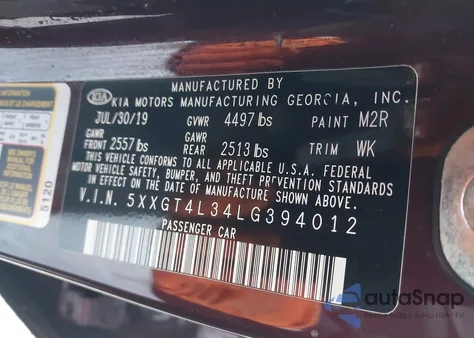 MANUFACTURED BY
KIA KIA MOTORS MANUFACTURING GEORGIA, INC.
JUL/30/19 GVWR 4497 lbs PAINT M2R
GAWR FRONT 2557 lbs GAWR REAR 2513 lbs TRIM WK
THIS VEHICLE CONFORMS TO ALL APPLICABLE U.S.A. FEDERAL
MOTOR VEHICLE SAFETY, BUMPER, AND THEFT PREVENTION
STANDARDS IN EFFECT ON THE DATE OF MANUFACTURE SHOWN ABOVE.
V.I.N. 5XXGT4L34LG394012
PASSENGER CAR
5120
autoSnap